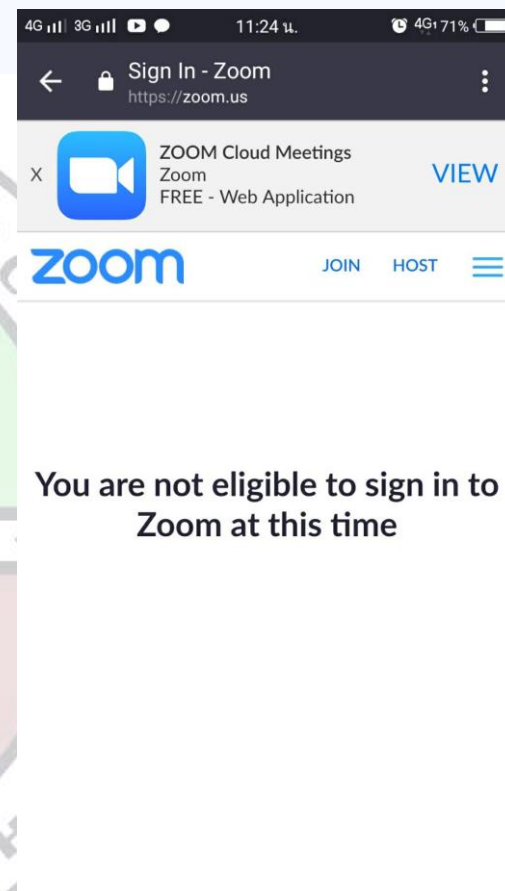 4G 3G 11:24 น. 4G 71%
Sign In - Zoom
https://zoom.us
X
ZOOM Cloud Meetings
Zoom
FREE - Web Application
VIEW
zoom JOIN HOST
You are not eligible to sign in to
Zoom at this time